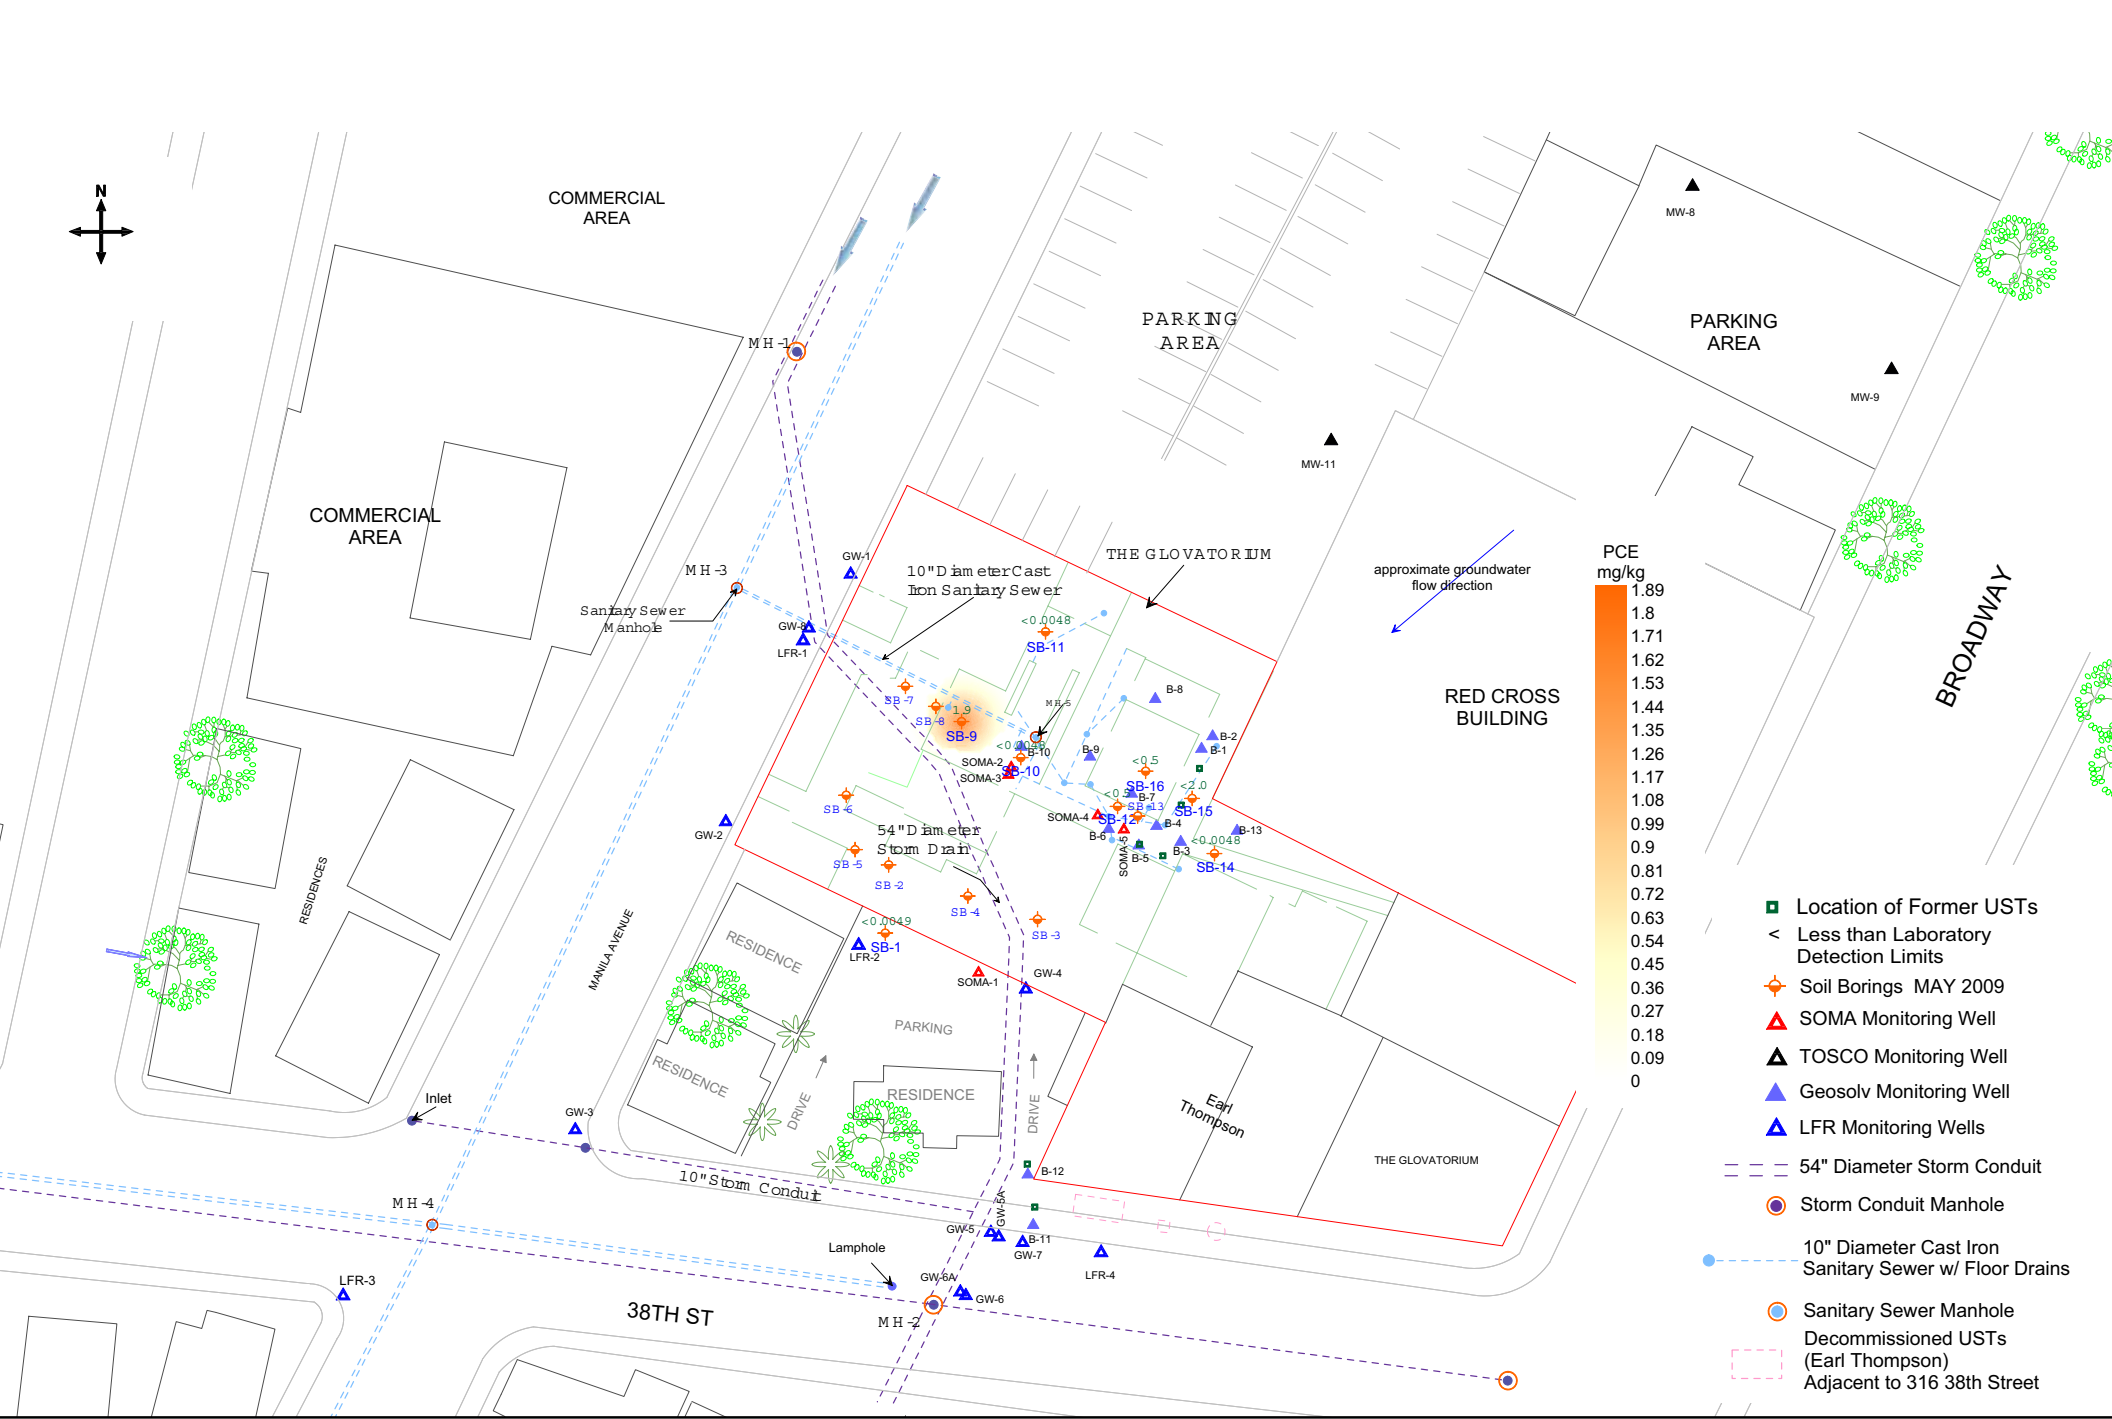 N
COMMERCIAL
AREA
MW-8
PARKING
AREA
PARKING
AREA
MH-1
MW-9
MW-11
COMMERCIAL
AREA
GW-1
THE GLOVATORIUM
MH-3
10" Diameter Cast
Iron Sanitary Sewer
approximate groundwater
flow direction
Sanitary Sewer
Manhole
GW-8
LFR-1
<0.0048
SB-11
BROADWAY
SB-7
SB-8
1.9
SB-9
MH-5
B-8
RED CROSS
BUILDING
B-2
B-1
<0.0048
B-10
B-9
SOMA-2
SOMA-3
SB-10
<0.5
SB-16
B-7
<2.0
SB-15
<0.5
SB-13
SB-12
SOMA-4
B-4
B-6
B-13
SOMA-5
B-5
B-3
<0.0048
SB-14
SB-6
GW-2
54" Diameter
Storm Drain
SB-5
SB-2
SB-4
SB-3
<0.0049
SB-1
LFR-2
SOMA-1
GW-4
RESIDENCES
MANILA AVENUE
RESIDENCE
RESIDENCE
PARKING
RESIDENCE
DRIVE
DRIVE
Earl
Thompson
THE GLOVATORIUM
Inlet
GW-3
B-12
10" Storm Conduit
GW-5A
MH-4
GW-5
B-11
GW-7
LFR-4
Lamphole
LFR-3
GW-6A
GW-6
38TH ST
MH-2
PCE
mg/kg
1.89
1.8
1.71
1.62
1.53
1.44
1.35
1.26
1.17
1.08
0.99
0.9
0.81
0.72
0.63
0.54
0.45
0.36
0.27
0.18
0.09
0
Location of Former USTs
< Less than Laboratory
Detection Limits
Soil Borings MAY 2009
SOMA Monitoring Well
TOSCO Monitoring Well
Geosolv Monitoring Well
LFR Monitoring Wells
54" Diameter Storm Conduit
Storm Conduit Manhole
10" Diameter Cast Iron
Sanitary Sewer w/ Floor Drains
Sanitary Sewer Manhole
Decommissioned USTs
(Earl Thompson)
Adjacent to 316 38th Street